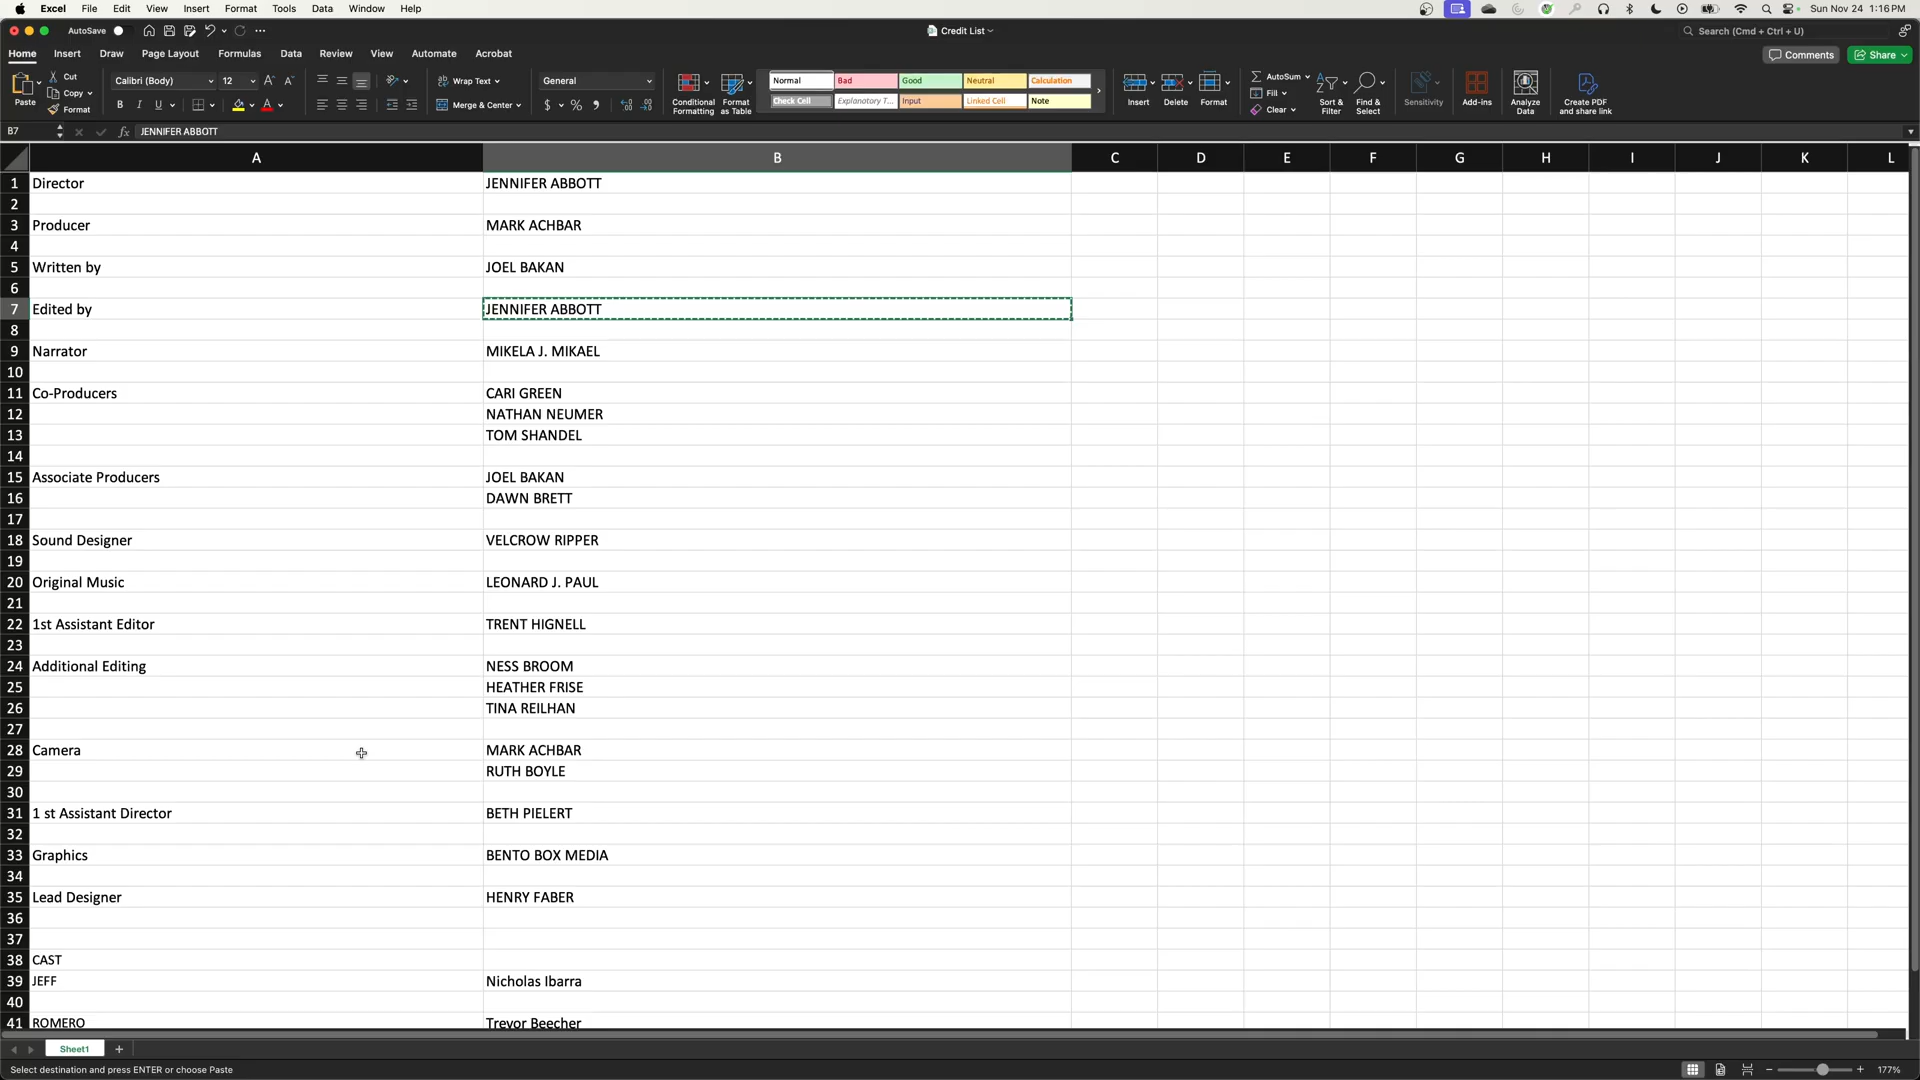 Excel File Edit View Insert Format Tools Data Window Help Sun Nov 24 1:16 PM
AutoSave Credit List Search (Cmd + Ctrl + U)
Home Insert Draw Page Layout Formulas Data Review View Automate Acrobat Comments Share
Paste Cut Copy Format Calibri (Body) 12 Wrap Text Merge & Center General Conditional Formatting Format as Table Normal Bad Good Neutral Calculation Check Cell Explanatory T... Input Linked Cell Note Insert Delete Format AutoSum Fill Clear Sort & Filter Find & Select Sensitivity Add-ins Analyze Data Create PDF and share link
B7 fx JENNIFER ABBOTT
A B C D E F G H I J K L
1 Director JENNIFER ABBOTT
2
3 Producer MARK ACHBAR
4
5 Written by JOEL BAKAN
6
7 Edited by JENNIFER ABBOTT
8
9 Narrator MIKELA J. MIKAEL
10
11 Co-Producers CARI GREEN
12 NATHAN NEUMER
13 TOM SHANDEL
14
15 Associate Producers JOEL BAKAN
16 DAWN BRETT
17
18 Sound Designer VELCROW RIPPER
19
20 Original Music LEONARD J. PAUL
21
22 1st Assistant Editor TRENT HIGNELL
23
24 Additional Editing NESS BROOM
25 HEATHER FRISE
26 TINA REILHAN
27
28 Camera MARK ACHBAR
29 RUTH BOYLE
30
31 1 st Assistant Director BETH PIELERT
32
33 Graphics BENTO BOX MEDIA
34
35 Lead Designer HENRY FABER
36
37
38 CAST
39 JEFF Nicholas Ibarra
40
41 ROMERO Trevor Beecher
Sheet1
Select destination and press ENTER or choose Paste 177%